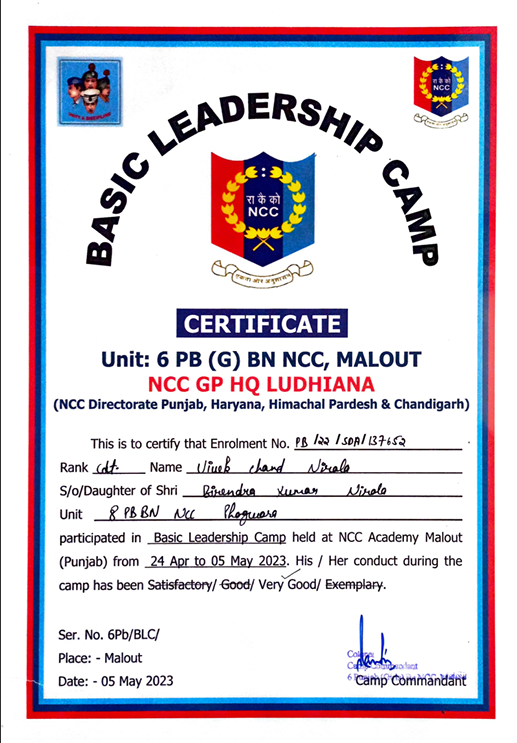 BASIC LEADERSHIP CAMP
रा कै को
NCC
रा कै को
NCC
एकता और अनुशासन
CERTIFICATE
Unit: 6 PB (G) BN NCC, MALOUT
NCC GP HQ LUDHIANA
(NCC Directorate Punjab, Haryana, Himachal Pardesh & Chandigarh)
This is to certify that Enrolment No. PB/22/SDA/137652
Rank Cdt. Name Vivek Chand Nirala
S/o/Daughter of Shri Birendra Kumar Nirala
Unit 8 PB BN NCC Phagwara
participated in Basic Leadership Camp held at NCC Academy Malout
(Punjab) from 24 Apr to 05 May 2023. His / Her conduct during the
camp has been Satisfactory/ Good/ Very Good/ Exemplary.
Ser. No. 6Pb/BLC/
Place: - Malout
Date: - 05 May 2023
Colonel
Camp Commandant
Camp Commandant